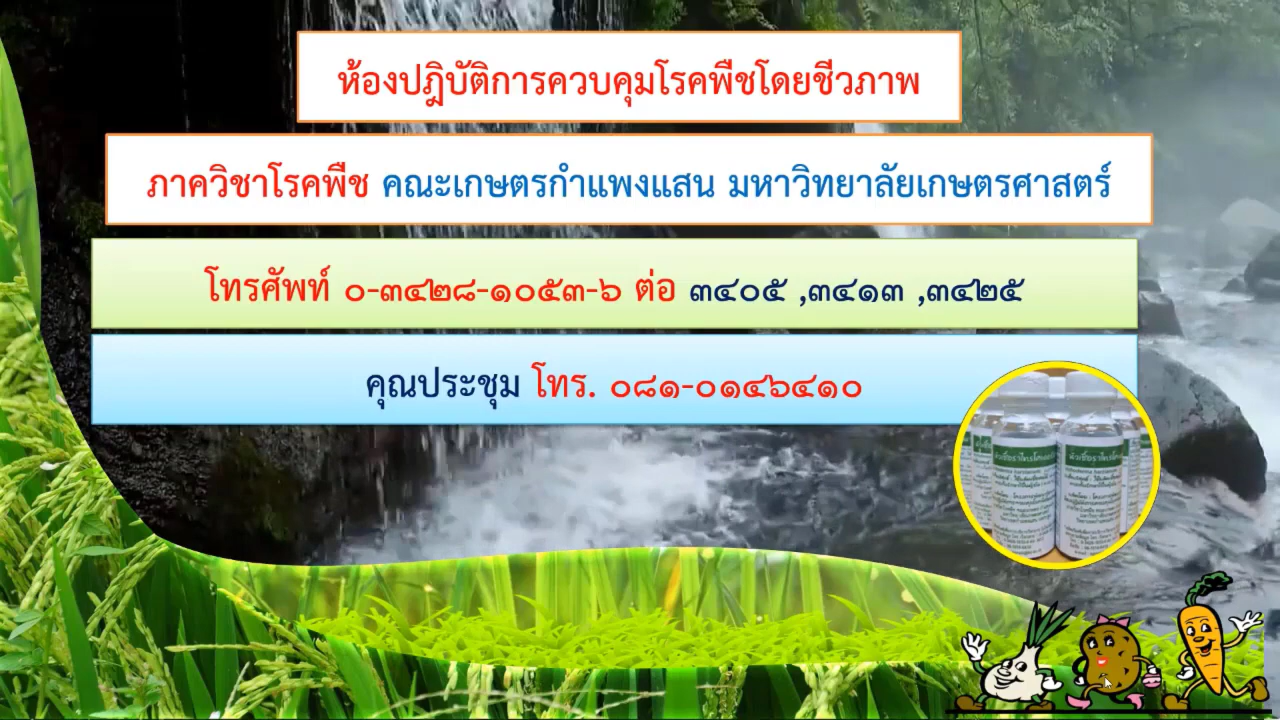 ห้องปฎิบัติการควบคุมโรคพืชโดยชีวภาพ
ภาควิชาโรคพืช คณะเกษตรกำแพงแสน มหาวิทยาลัยเกษตรศาสตร์
โทรศัพท์ ๐-๓๔๒๘-๑๐๕๓-๖ ต่อ ๓๔๐๕ ,๓๔๑๓ ,๓๔๒๕
คุณประชุม โทร. ๐๘๑-๐๑๔๖๔๑๐